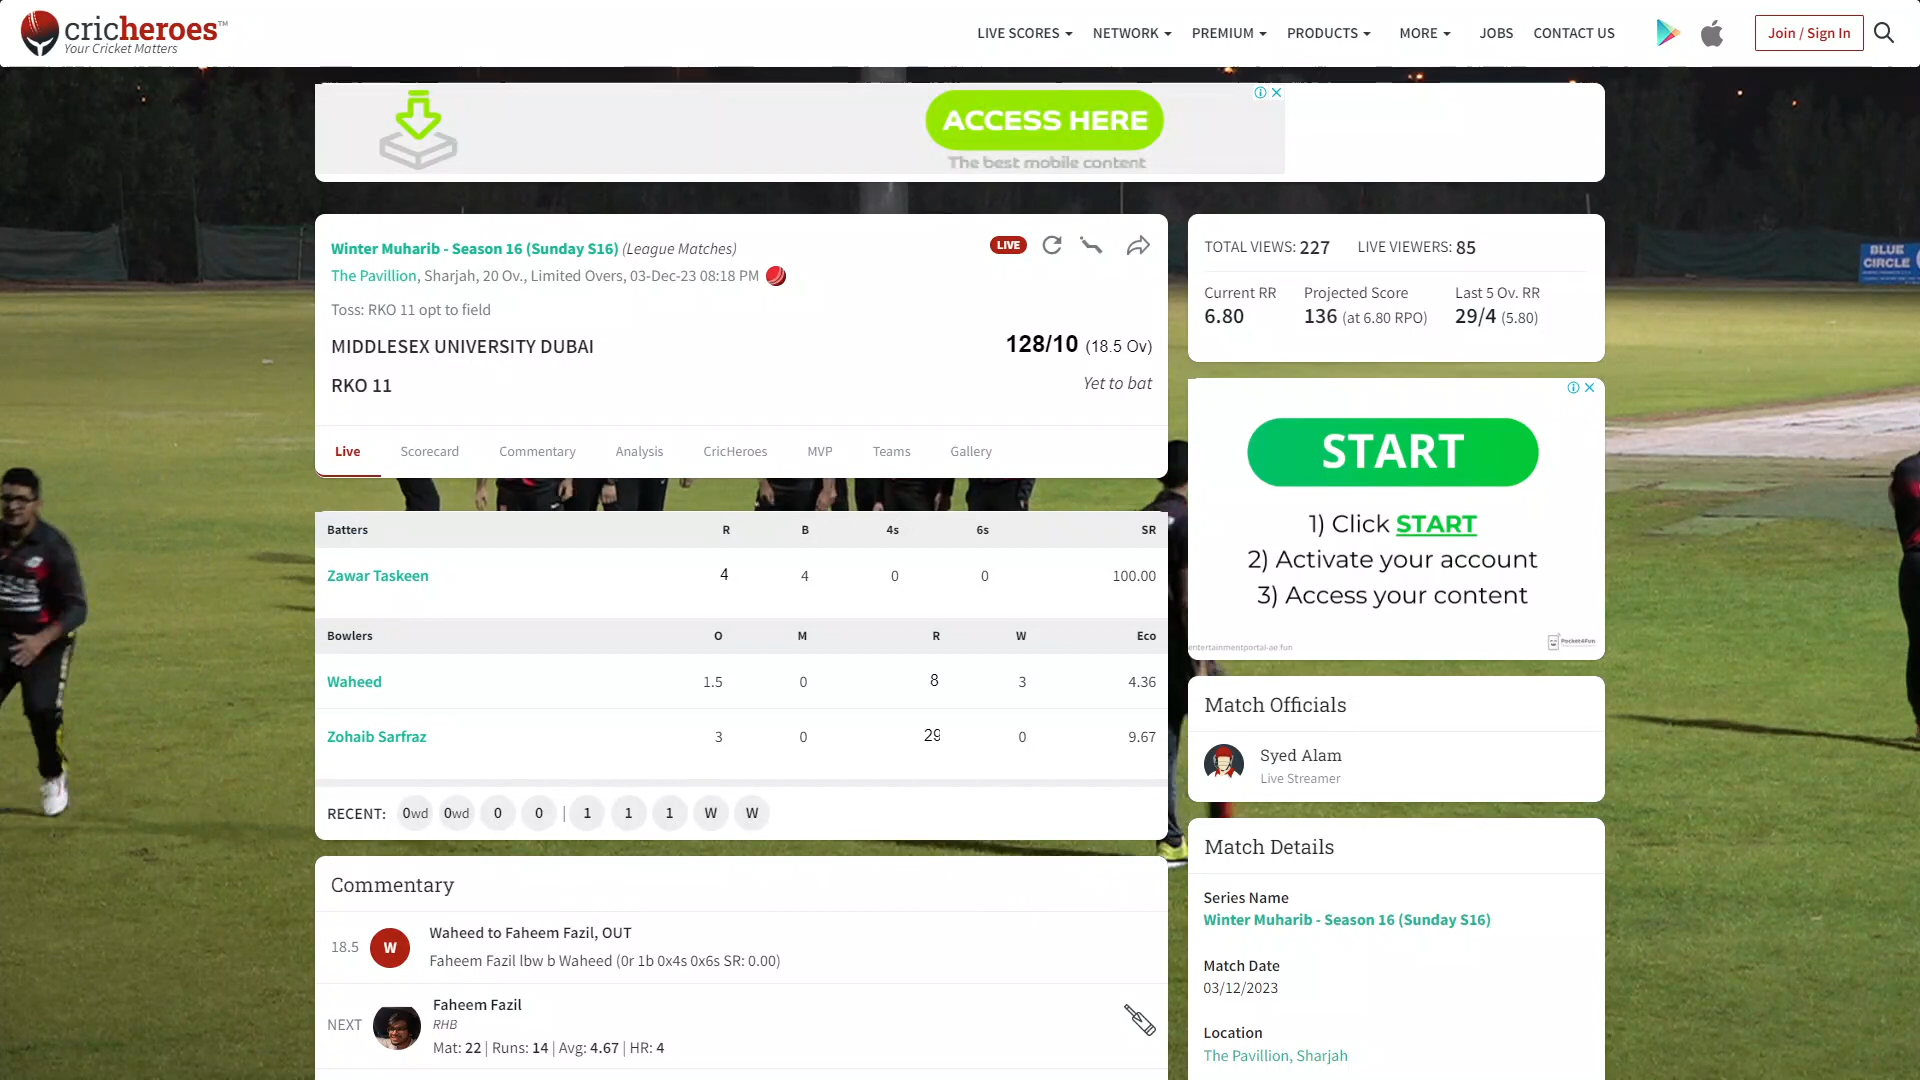 cricheroes™
Your Cricket Matters
LIVE SCORES
NETWORK
PREMIUM
PRODUCTS
MORE
JOBS
CONTACT US
Join / Sign In
ACCESS HERE
The best mobile content
Winter Muharib - Season 16 (Sunday S16) (League Matches)
LIVE
The Pavillion, Sharjah, 20 Ov., Limited Overs, 03-Dec-23 08:18 PM
Toss: RKO 11 opt to field
MIDDLESEX UNIVERSITY DUBAI 128/10 (18.5 Ov)
RKO 11 Yet to bat
Live Scorecard Commentary Analysis CricHeroes MVP Teams Gallery
Batters R B 4s 6s SR
Zawar Taskeen 4 4 0 0 100.00
Bowlers O M R W Eco
Waheed 1.5 0 8 3 4.36
Zohaib Sarfraz 3 0 29 0 9.67
RECENT: 0wd 0wd 0 0 | 1 1 1 W W
Commentary
18.5 W Waheed to Faheem Fazil, OUT
Faheem Fazil lbw b Waheed (0r 1b 0x4s 0x6s SR: 0.00)
NEXT Faheem Fazil
RHB
Mat: 22 | Runs: 14 | Avg: 4.67 | HR: 4
TOTAL VIEWS: 227 LIVE VIEWERS: 85
Current RR Projected Score Last 5 Ov. RR
6.80 136 (at 6.80 RPO) 29/4 (5.80)
START
1) Click START
2) Activate your account
3) Access your content
entertainmentportal-ae.fun
Pocket4Fun
Match Officials
Syed Alam
Live Streamer
Match Details
Series Name
Winter Muharib - Season 16 (Sunday S16)
Match Date
03/12/2023
Location
The Pavillion, Sharjah
BLUE
CIRCLE